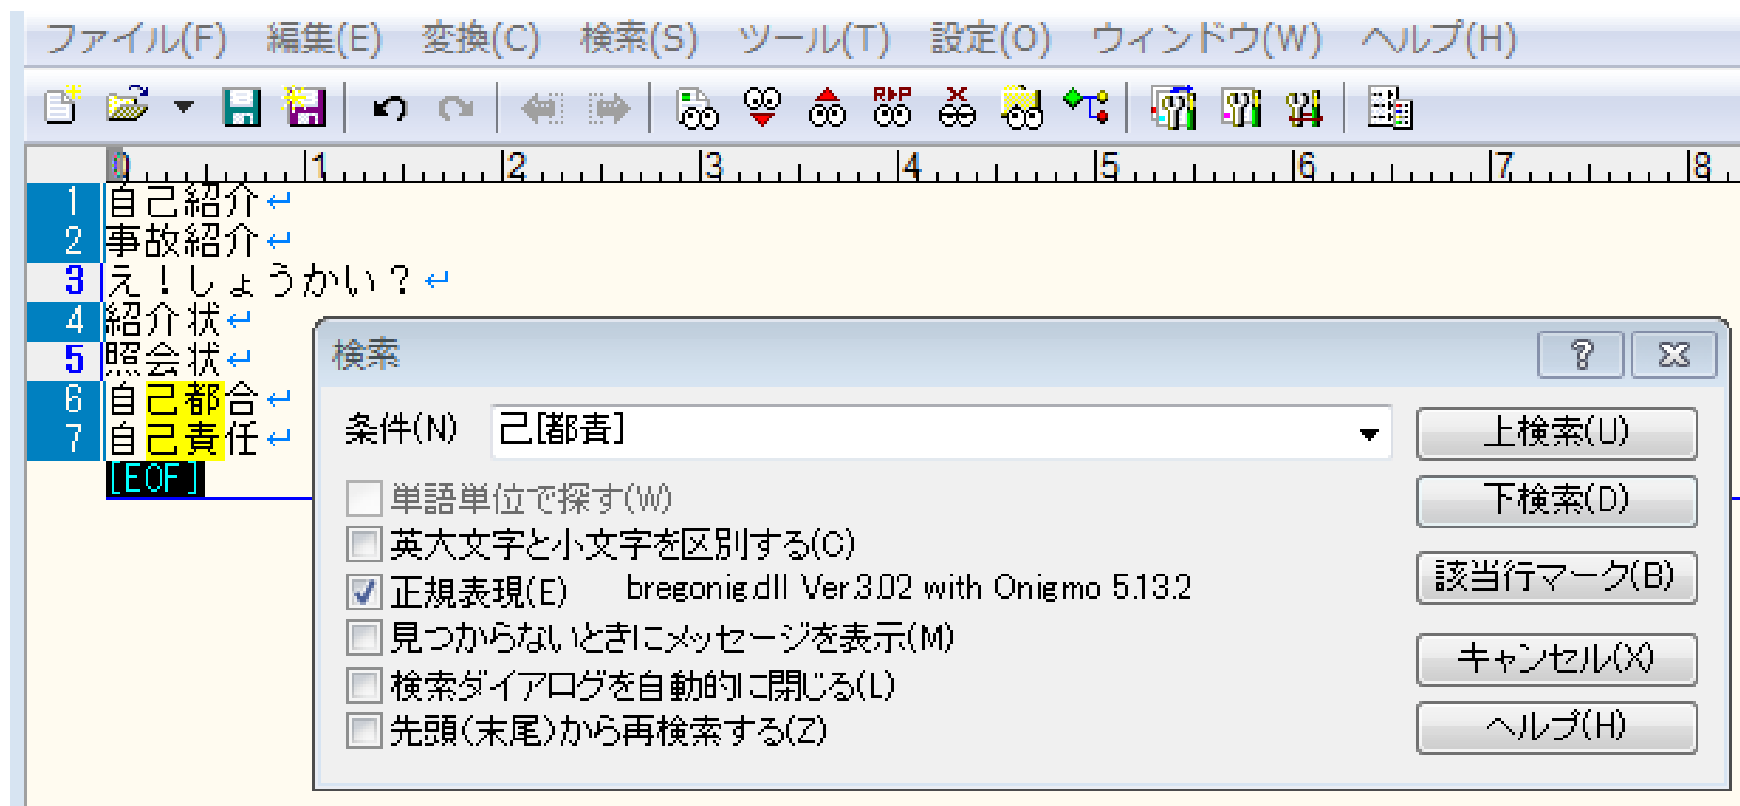 ファイル(F) 編集(E) 変換(C) 検索(S) ツール(T) 設定(O) ウィンドウ(W) ヘルプ(H)
0 1 2 3 4 5 6 7 8
1 自己紹介↵
2 事故紹介↵
3 え！しょうかい？↵
4 紹介状↵
5 照会状↵
6 自己都合↵
7 自己責任↵
[EOF]
検索
条件(N) 己[都責]
上検索(U)
単語単位で探す(W)
下検索(D)
英大文字と小文字を区別する(C)
正規表現(E) bregonig.dll Ver.3.02 with Onigmo 5.13.2
該当行マーク(B)
見つからないときにメッセージを表示(M)
キャンセル(X)
検索ダイアログを自動的に閉じる(L)
先頭(末尾)から再検索する(Z)
ヘルプ(H)